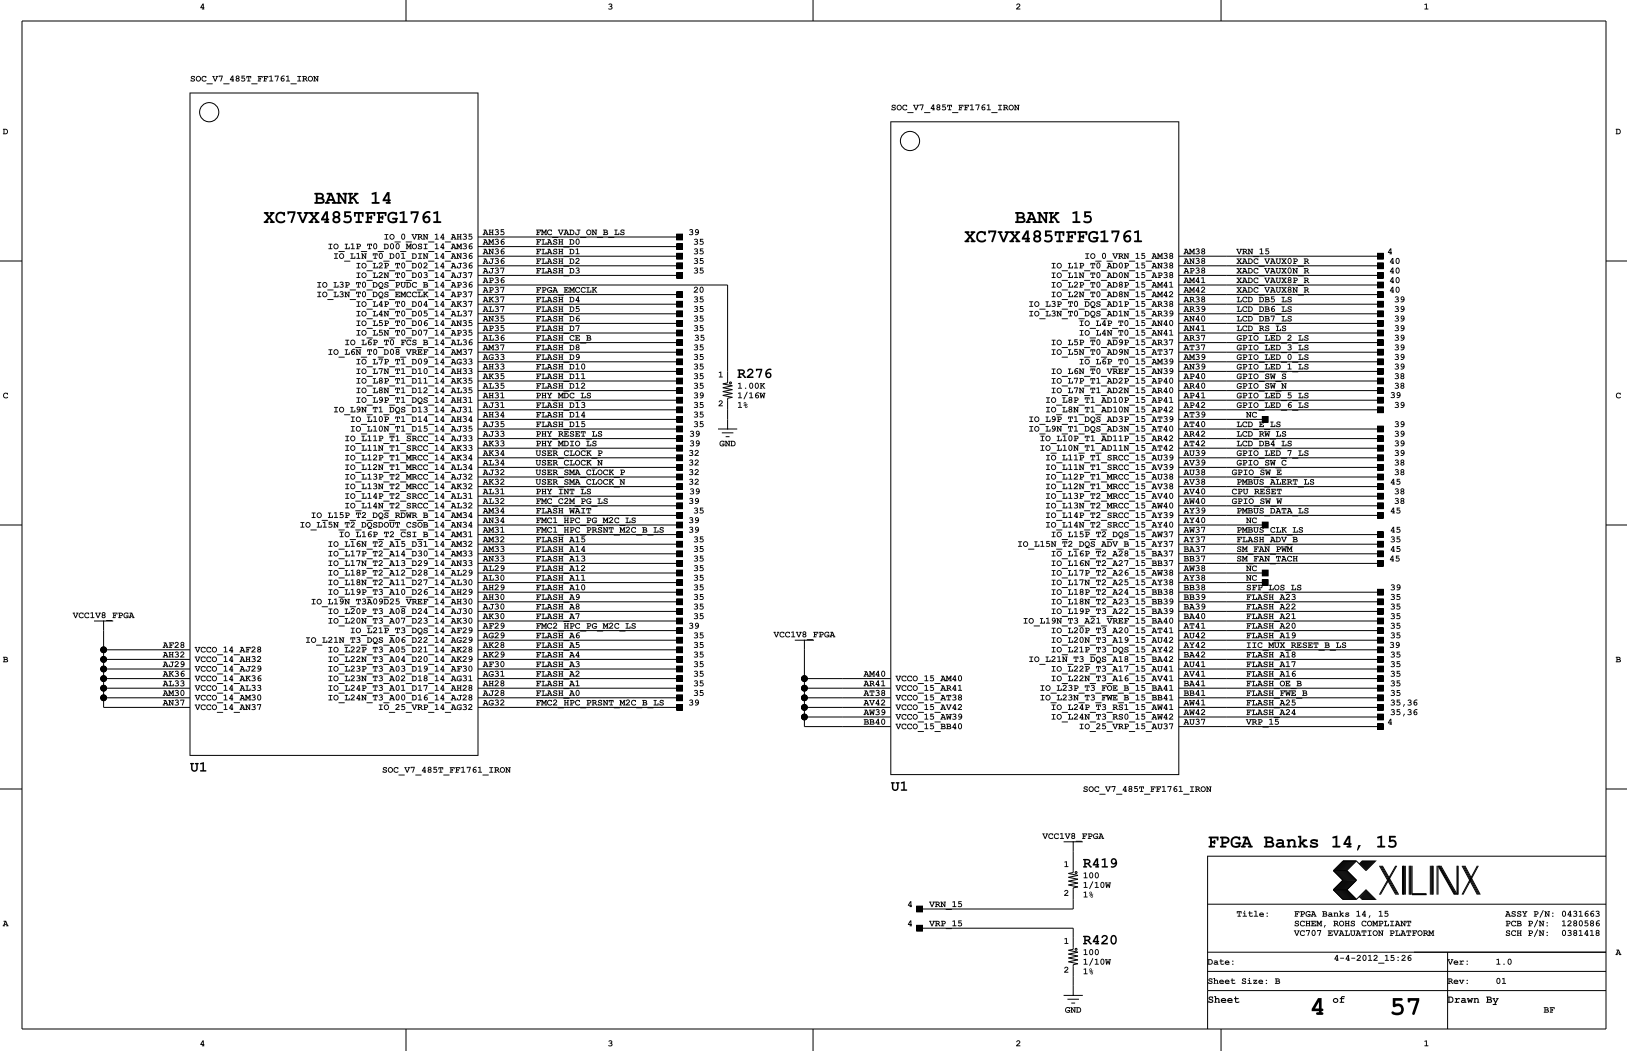 4 3 2 1
D
C
B
A
SOC_V7_485T_FF1761_IRON
BANK 14
XC7VX485TFFG1761
IO_0_VRN_14_AH35 AH35 FMC_VADJ_ON_B_LS 39
IO_L1P_T0_D00_MOSI_14_AM36 AM36 FLASH_D0 35
IO_L1N_T0_D01_DIN_14_AN36 AN36 FLASH_D1 35
IO_L2P_T0_D02_14_AJ36 AJ36 FLASH_D2 35
IO_L2N_T0_D03_14_AJ37 AJ37 FLASH_D3 35
IO_L3P_T0_DQS_PUDC_B_14_AP36 AP36
IO_L3N_T0_DQS_EMCCLK_14_AP37 AP37 FPGA_EMCCLK 20
IO_L4P_T0_D04_14_AK37 AK37 FLASH_D4 35
IO_L4N_T0_D05_14_AL37 AL37 FLASH_D5 35
IO_L5P_T0_D06_14_AN35 AN35 FLASH_D6 35
IO_L5N_T0_D07_14_AP35 AP35 FLASH_D7 35
IO_L6P_T0_FCS_B_14_AL36 AL36 FLASH_CE_B 35
IO_L6N_T0_D08_VREF_14_AM37 AM37 FLASH_D8 35
IO_L7P_T1_D09_14_AG33 AG33 FLASH_D9 35
IO_L7N_T1_D10_14_AH33 AH33 FLASH_D10 35
IO_L8P_T1_D11_14_AK35 AK35 FLASH_D11 35
IO_L8N_T1_D12_14_AL35 AL35 FLASH_D12 35
IO_L9P_T1_DQS_14_AH31 AH31 PHY_MDC_LS 39
IO_L9N_T1_DQS_D13_14_AJ31 AJ31 FLASH_D13 35
IO_L10P_T1_D14_14_AH34 AH34 FLASH_D14 35
IO_L10N_T1_D15_14_AJ35 AJ35 FLASH_D15 35
IO_L11P_T1_SRCC_14_AJ33 AJ33 PHY_RESET_LS 39
IO_L11N_T1_SRCC_14_AK33 AK33 PHY_MDIO_LS 39
IO_L12P_T1_MRCC_14_AK34 AK34 USER_CLOCK_P 32
IO_L12N_T1_MRCC_14_AL34 AL34 USER_CLOCK_N 32
IO_L13P_T2_MRCC_14_AJ32 AJ32 USER_SMA_CLOCK_P 32
IO_L13N_T2_MRCC_14_AK32 AK32 USER_SMA_CLOCK_N 32
IO_L14P_T2_SRCC_14_AL31 AL31 PHY_INT_LS 39
IO_L14N_T2_SRCC_14_AL32 AL32 FMC_C2M_PG_LS 39
IO_L15P_T2_DQS_RDWR_B_14_AM34 AM34 FLASH_WAIT 35
IO_L15N_T2_DQSDOUT_CSOB_14_AN34 AN34 FMC1_HPC_PG_M2C_LS 39
IO_L16P_T2_CSI_B_14_AM31 AM31 FMC1_HPC_PRSNT_M2C_B_LS 39
IO_L16N_T2_A15_D31_14_AM32 AM32 FLASH_A15 35
IO_L17P_T2_A14_D30_14_AM33 AM33 FLASH_A14 35
IO_L17N_T2_A13_D29_14_AN33 AN33 FLASH_A13 35
IO_L18P_T2_A12_D28_14_AL29 AL29 FLASH_A12 35
IO_L18N_T2_A11_D27_14_AL30 AL30 FLASH_A11 35
IO_L19P_T3_A10_D26_14_AH29 AH29 FLASH_A10 35
IO_L19N_T3A09D25_VREF_14_AH30 AH30 FLASH_A9 35
IO_L20P_T3_A08_D24_14_AJ30 AJ30 FLASH_A8 35
IO_L20N_T3_A07_D23_14_AK30 AK30 FLASH_A7 35
IO_L21P_T3_DQS_14_AF29 AF29 FMC2_HPC_PG_M2C_LS 39
IO_L21N_T3_DQS_A06_D22_14_AG29 AG29 FLASH_A6 35
IO_L22P_T3_A05_D21_14_AK28 AK28 FLASH_A5 35
IO_L22N_T3_A04_D20_14_AK29 AK29 FLASH_A4 35
IO_L23P_T3_A03_D19_14_AF30 AF30 FLASH_A3 35
IO_L23N_T3_A02_D18_14_AG31 AG31 FLASH_A2 35
IO_L24P_T3_A01_D17_14_AH28 AH28 FLASH_A1 35
IO_L24N_T3_A00_D16_14_AJ28 AJ28 FLASH_A0 35
IO_25_VRP_14_AG32 AG32 FMC2_HPC_PRSNT_M2C_B_LS 39
VCC1V8_FPGA
AF28 VCCO_14_AF28
AH32 VCCO_14_AH32
AJ29 VCCO_14_AJ29
AK36 VCCO_14_AK36
AL33 VCCO_14_AL33
AM30 VCCO_14_AM30
AN37 VCCO_14_AN37
U1
SOC_V7_485T_FF1761_IRON
1 R276
1.00K
1/16W
2 1%
GND
SOC_V7_485T_FF1761_IRON
BANK 15
XC7VX485TFFG1761
IO_0_VRN_15_AM38 AM38 VRN_15 4
IO_L1P_T0_AD0P_15_AN38 AN38 XADC_VAUX0P_R 40
IO_L1N_T0_AD0N_15_AP38 AP38 XADC_VAUX0N_R 40
IO_L2P_T0_AD8P_15_AM41 AM41 XADC_VAUX8P_R 40
IO_L2N_T0_AD8N_15_AM42 AM42 XADC_VAUX8N_R 40
IO_L3P_T0_DQS_AD1P_15_AR38 AR38 LCD_DB5_LS 39
IO_L3N_T0_DQS_AD1N_15_AR39 AR39 LCD_DB6_LS 39
IO_L4P_T0_15_AN40 AN40 LCD_DB7_LS 39
IO_L4N_T0_15_AN41 AN41 LCD_RS_LS 39
IO_L5P_T0_AD9P_15_AR37 AR37 GPIO_LED_2_LS 39
IO_L5N_T0_AD9N_15_AT37 AT37 GPIO_LED_3_LS 39
IO_L6P_T0_15_AM39 AM39 GPIO_LED_0_LS 39
IO_L6N_T0_VREF_15_AN39 AN39 GPIO_LED_1_LS 39
IO_L7P_T1_AD2P_15_AP40 AP40 GPIO_SW_S 38
IO_L7N_T1_AD2N_15_AR40 AR40 GPIO_SW_N 38
IO_L8P_T1_AD10P_15_AP41 AP41 GPIO_LED_5_LS 39
IO_L8N_T1_AD10N_15_AP42 AP42 GPIO_LED_6_LS 39
IO_L9P_T1_DQS_AD3P_15_AT39 AT39 NC
IO_L9N_T1_DQS_AD3N_15_AT40 AT40 LCD_E_LS 39
IO_L10P_T1_AD11P_15_AR42 AR42 LCD_RW_LS 39
IO_L10N_T1_AD11N_15_AT42 AT42 LCD_DB4_LS 39
IO_L11P_T1_SRCC_15_AU39 AU39 GPIO_LED_7_LS 39
IO_L11N_T1_SRCC_15_AV39 AV39 GPIO_SW_C 38
IO_L12P_T1_MRCC_15_AU38 AU38 GPIO_SW_E 38
IO_L12N_T1_MRCC_15_AV38 AV38 PMBUS_ALERT_LS 45
IO_L13P_T2_MRCC_15_AV40 AV40 CPU_RESET 38
IO_L13N_T2_MRCC_15_AW40 AW40 GPIO_SW_W 38
IO_L14P_T2_SRCC_15_AY39 AY39 PMBUS_DATA_LS 45
IO_L14N_T2_SRCC_15_AY40 AY40 NC
IO_L15P_T2_DQS_15_AW37 AW37 PMBUS_CLK_LS 45
IO_L15N_T2_DQS_ADV_B_15_AY37 AY37 FLASH_ADV_B 35
IO_L16P_T2_A28_15_BA37 BA37 SM_FAN_PWM 45
IO_L16N_T2_A27_15_BB37 BB37 SM_FAN_TACH 45
IO_L17P_T2_A26_15_AW38 AW38 NC
IO_L17N_T2_A25_15_AY38 AY38 NC
IO_L18P_T2_A24_15_BB38 BB38 SFP_LOS_LS 39
IO_L18N_T2_A23_15_BB39 BB39 FLASH_A23 35
IO_L19P_T3_A22_15_BA39 BA39 FLASH_A22 35
IO_L19N_T3_A21_VREF_15_BA40 BA40 FLASH_A21 35
IO_L20P_T3_A20_15_AT41 AT41 FLASH_A20 35
IO_L20N_T3_A19_15_AU42 AU42 FLASH_A19 35
IO_L21P_T3_DQS_15_AY42 AY42 IIC_MUX_RESET_B_LS 39
IO_L21N_T3_DQS_A18_15_BA42 BA42 FLASH_A18 35
IO_L22P_T3_A17_15_AU41 AU41 FLASH_A17 35
IO_L22N_T3_A16_15_AV41 AV41 FLASH_A16 35
IO_L23P_T3_FOE_B_15_BA41 BA41 FLASH_OE_B 35
IO_L23N_T3_FWE_B_15_BB41 BB41 FLASH_FWE_B 35
IO_L24P_T3_RS1_15_AW41 AW41 FLASH_A25 35,36
IO_L24N_T3_RS0_15_AW42 AW42 FLASH_A24 35,36
IO_25_VRP_15_AU37 AU37 VRP_15 4
VCC1V8_FPGA
AM40 VCCO_15_AM40
AR41 VCCO_15_AR41
AT38 VCCO_15_AT38
AV42 VCCO_15_AV42
AW39 VCCO_15_AW39
BB40 VCCO_15_BB40
U1
SOC_V7_485T_FF1761_IRON
VCC1V8_FPGA
1 R419
100
1/10W
2 1%
4 VRN_15
4 VRP_15
1 R420
100
1/10W
2 1%
GND
FPGA Banks 14, 15
XILINX
Title: FPGA Banks 14, 15 ASSY P/N: 0431663
SCHEM, ROHS COMPLIANT PCB P/N: 1280586
VC707 EVALUATION PLATFORM SCH P/N: 0381418
Date: 4-4-2012_15:26 Ver: 1.0
Sheet Size: B Rev: 01
Sheet 4 of 57 Drawn By
BF
D
C
B
A
4 3 2 1